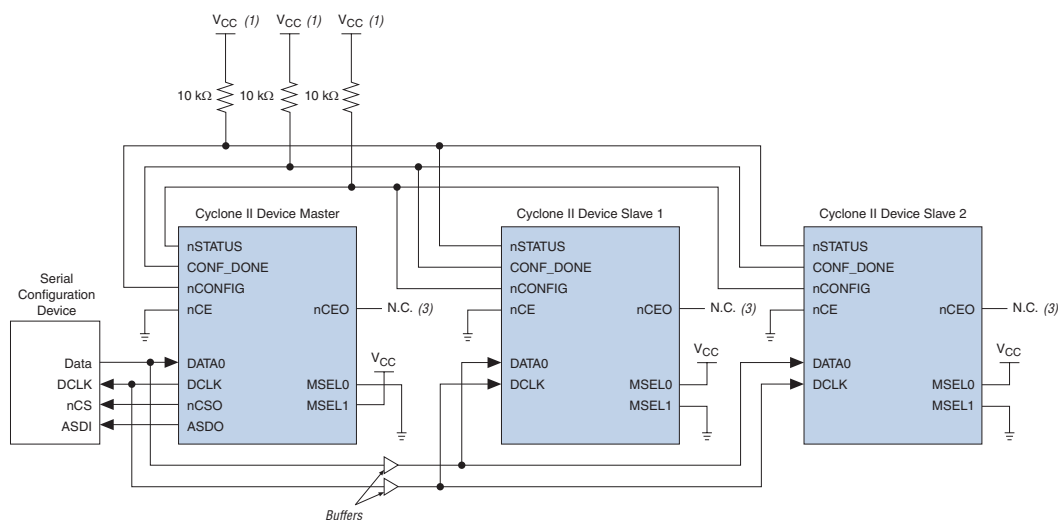 VCC (1) VCC (1) VCC (1)
10 kΩ 10 kΩ 10 kΩ
Cyclone II Device Master
nSTATUS
CONF_DONE
nCONFIG
nCE
nCEO
N.C. (3)
DATA0
DCLK
nCSO
ASDO
MSEL0
MSEL1
VCC
Cyclone II Device Slave 1
nSTATUS
CONF_DONE
nCONFIG
nCE
nCEO
N.C. (3)
DATA0
DCLK
MSEL0
MSEL1
VCC
Cyclone II Device Slave 2
nSTATUS
CONF_DONE
nCONFIG
nCE
nCEO
N.C. (3)
DATA0
DCLK
MSEL0
MSEL1
VCC
Serial
Configuration
Device
Data
DCLK
nCS
ASDI
Buffers